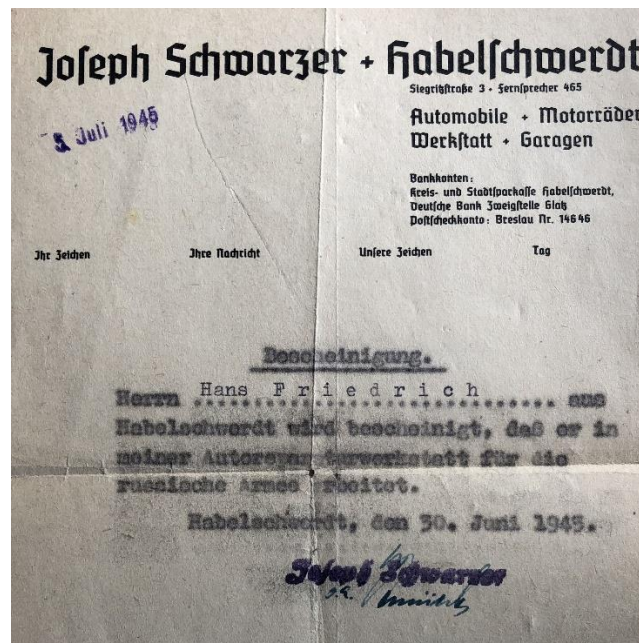 Joseph Schwarzer + Habelschwerdt
Siegritzstraße 3 · Fernsprecher 465
5. Juli 1945
Automobile + Motorräder
Werkstatt + Garagen
Bankkonten:
Kreis- und Stadtsparkasse Habelschwerdt,
Deutsche Bank Zweigstelle Glatz
Postscheckkonto: Breslau Nr. 14646
Ihr Zeichen Ihre Nachricht Unsere Zeichen Tag
Bescheinigung.
Herrn Hans Friedrich aus
Habelschwerdt wird bescheinigt, daß er in
meiner Autoreparaturwerkstatt für die
russische Armee arbeitet.
Habelschwerdt, den 30. Juni 1945.
Joseph Schwarzer